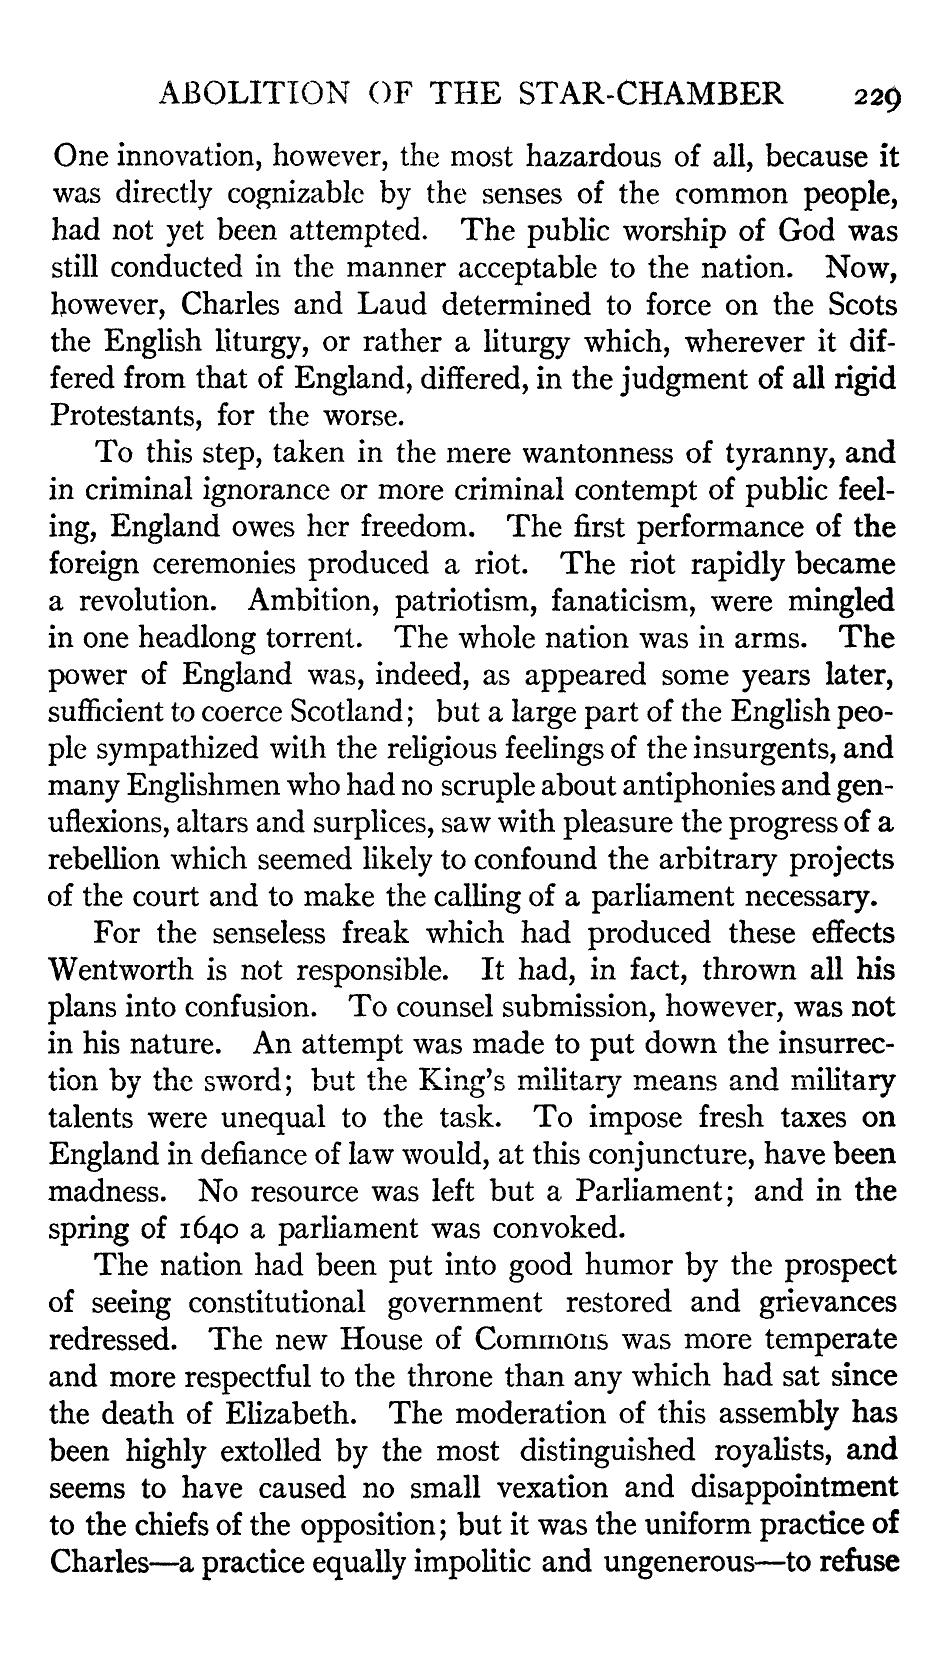 ABOLITION OF THE STAR-CHAMBER 229
One innovation, however, the most hazardous of all, because it
was directly cognizable by the senses of the common people,
had not yet been attempted. The public worship of God was
still conducted in the manner acceptable to the nation. Now,
however, Charles and Laud determined to force on the Scots
the English liturgy, or rather a liturgy which, wherever it dif-
fered from that of England, differed, in the judgment of all rigid
Protestants, for the worse.
To this step, taken in the mere wantonness of tyranny, and
in criminal ignorance or more criminal contempt of public feel-
ing, England owes her freedom. The first performance of the
foreign ceremonies produced a riot. The riot rapidly became
a revolution. Ambition, patriotism, fanaticism, were mingled
in one headlong torrent. The whole nation was in arms. The
power of England was, indeed, as appeared some years later,
sufficient to coerce Scotland; but a large part of the English peo-
ple sympathized with the religious feelings of the insurgents, and
many Englishmen who had no scruple about antiphonies and gen-
uflexions, altars and surplices, saw with pleasure the progress of a
rebellion which seemed likely to confound the arbitrary projects
of the court and to make the calling of a parliament necessary.
For the senseless freak which had produced these effects
Wentworth is not responsible. It had, in fact, thrown all his
plans into confusion. To counsel submission, however, was not
in his nature. An attempt was made to put down the insurrec-
tion by the sword; but the King's military means and military
talents were unequal to the task. To impose fresh taxes on
England in defiance of law would, at this conjuncture, have been
madness. No resource was left but a Parliament; and in the
spring of 1640 a parliament was convoked.
The nation had been put into good humor by the prospect
of seeing constitutional government restored and grievances
redressed. The new House of Commons was more temperate
and more respectful to the throne than any which had sat since
the death of Elizabeth. The moderation of this assembly has
been highly extolled by the most distinguished royalists, and
seems to have caused no small vexation and disappointment
to the chiefs of the opposition; but it was the uniform practice of
Charles—a practice equally impolitic and ungenerous—to refuse